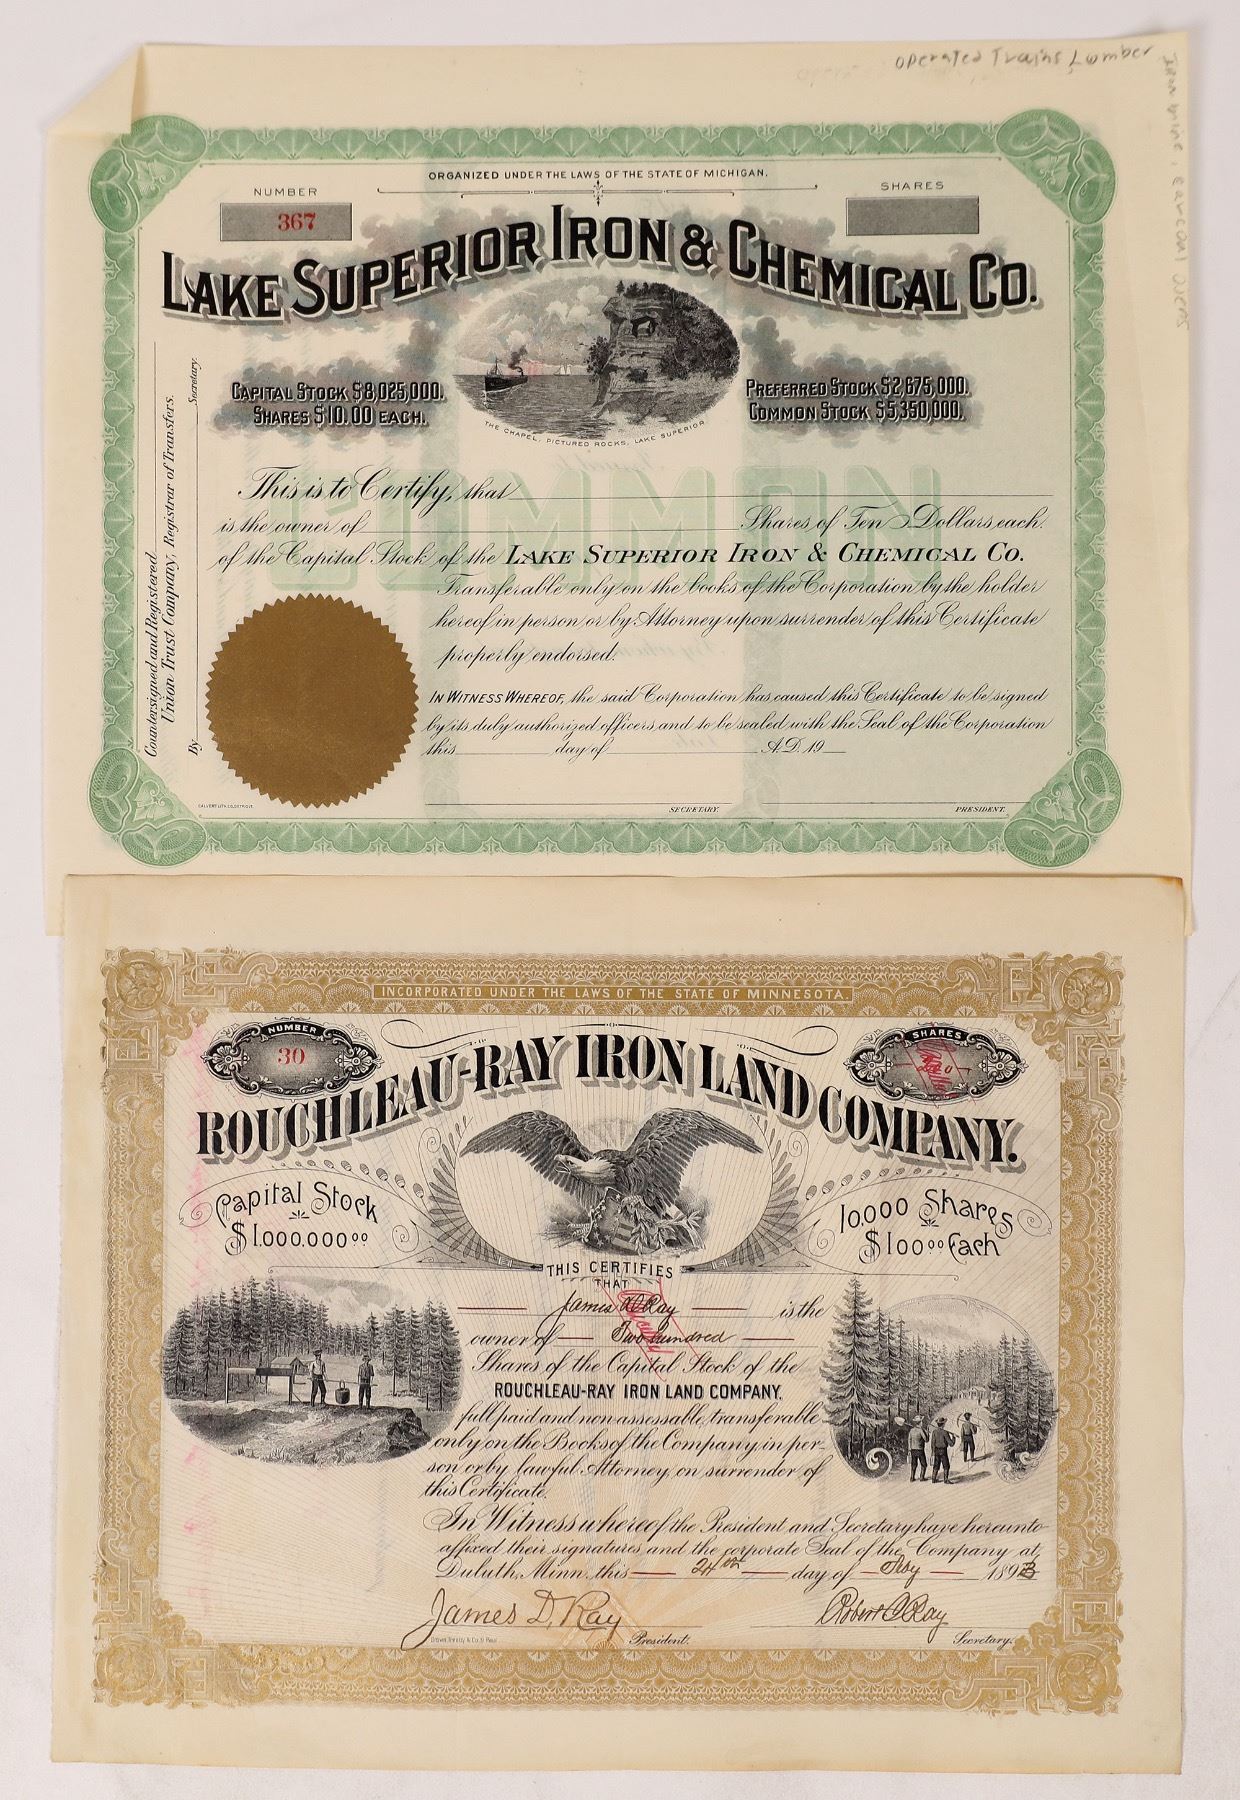 operated Trains Lumber
ORGANIZED UNDER THE LAWS OF THE STATE OF MICHIGAN.
NUMBER
367
SHARES
LAKE SUPERIOR IRON & CHEMICAL CO.
CAPITAL STOCK $8,025,000.
SHARES $10.00 EACH.
PREFERRED STOCK $2,675,000.
COMMON STOCK $5,350,000.
THE CHAPEL, PICTURED ROCKS, LAKE SUPERIOR
COMMON
This is to Certify, that
is the owner of Shares of Ten Dollars each
of the Capital Stock of the LAKE SUPERIOR IRON & CHEMICAL CO.
Transferable only on the books of the Corporation by the holder
hereof in person or by Attorney upon surrender of this Certificate
properly endorsed.
IN WITNESS WHEREOF, the said Corporation has caused this Certificate to be signed
by its duly authorized officers and to be sealed with the Seal of the Corporation
this day of A.D. 19
SECRETARY. PRESIDENT.
Countersigned and Registered.
Union Trust Company, Registrar of Transfers.
By Secretary.
CALVERT LITH. CO. DETROIT.
INCORPORATED UNDER THE LAWS OF THE STATE OF MINNESOTA.
NUMBER
30
SHARES
ROUCHLEAU-RAY IRON LAND COMPANY.
Capital Stock
$1.000.000 00
10.000 Shares
$100 00 Each
THIS CERTIFIES
THAT
James D Ray is the
owner of Two hundred
Shares of the Capital Stock of the
ROUCHLEAU-RAY IRON LAND COMPANY,
full paid and non assessable, transferable
only on the Books of the Company, in per-
son or by lawful Attorney, on surrender of
this Certificate.
In Witness whereof the President and Secretary have hereunto
affixed their signatures and the corporate Seal of the Company at
Duluth, Minn. this 24th day of 1893
James D. Ray
President.
Robert C Ray
Secretary.